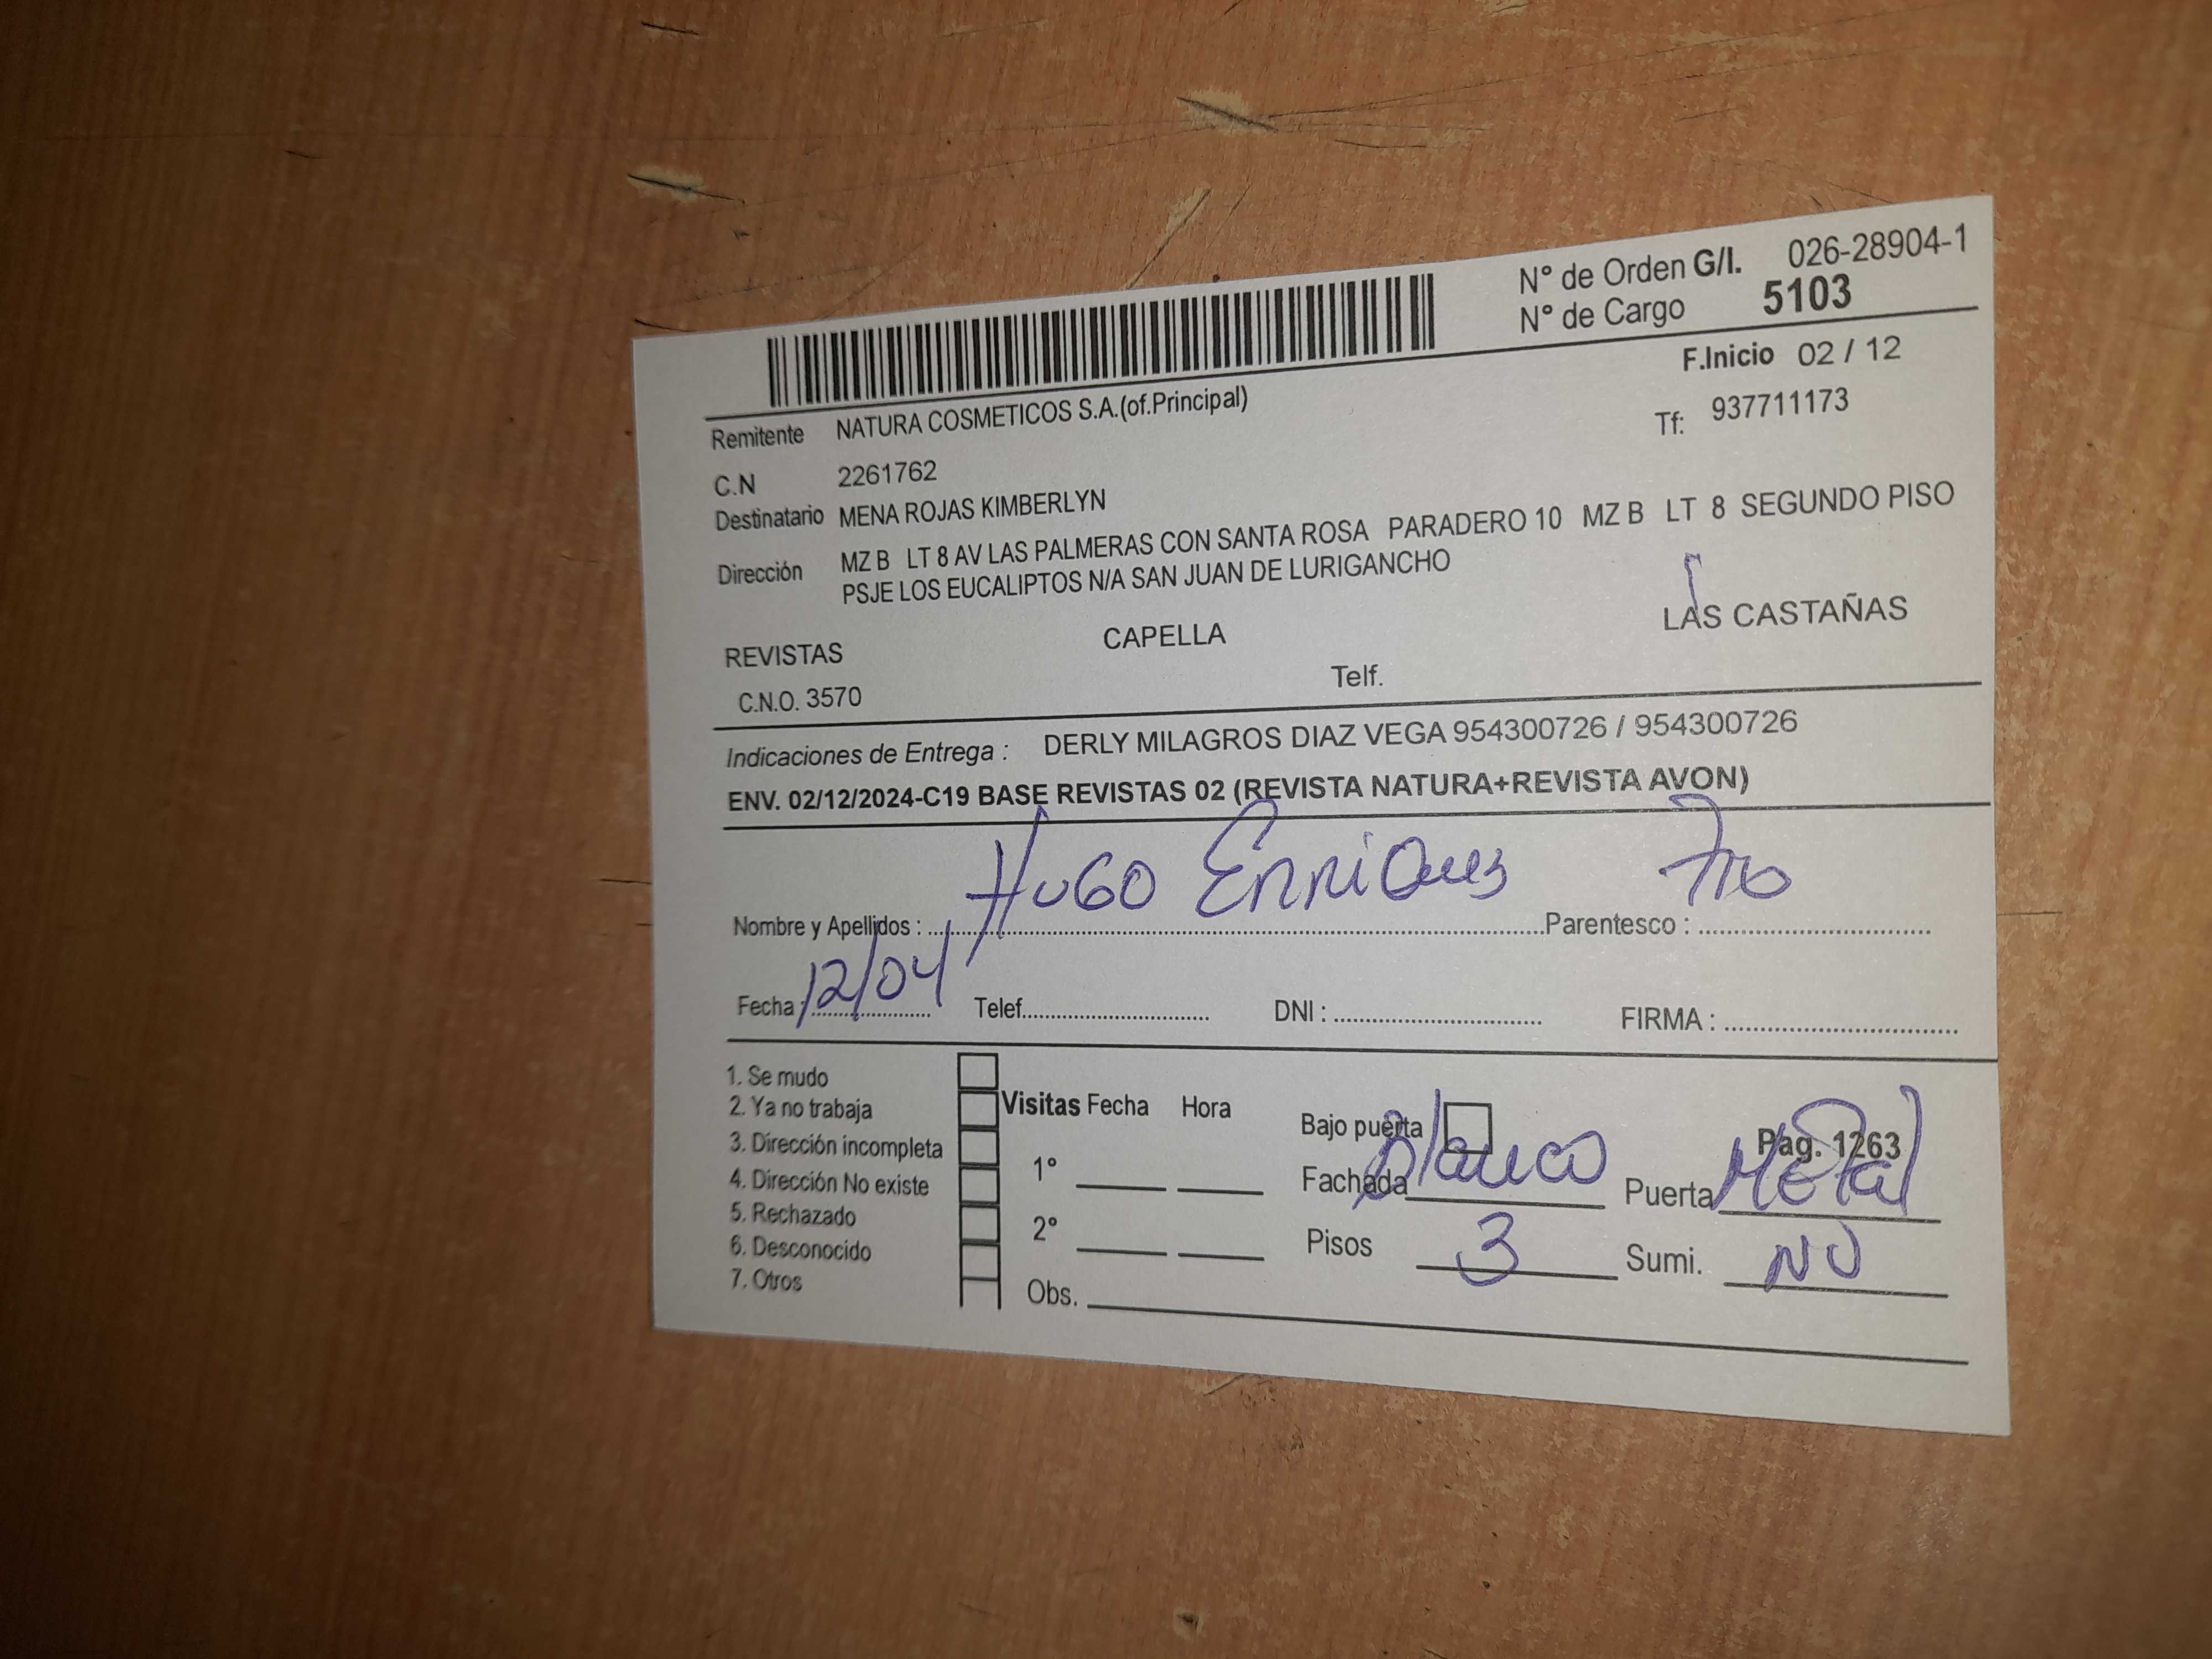 N° de Orden G/I. 026-28904-1
N° de Cargo 5103
F.Inicio 02 / 12
Remitente NATURA COSMETICOS S.A.(of.Principal) Tf: 937711173
C.N 2261762
Destinatario MENA ROJAS KIMBERLYN
Dirección MZ B LT 8 AV LAS PALMERAS CON SANTA ROSA PARADERO 10 MZ B LT 8 SEGUNDO PISO
PSJE LOS EUCALIPTOS N/A SAN JUAN DE LURIGANCHO
REVISTAS CAPELLA LAS CASTAÑAS
C.N.O. 3570 Telf.
Indicaciones de Entrega : DERLY MILAGROS DIAZ VEGA 954300726 / 954300726
ENV. 02/12/2024-C19 BASE REVISTAS 02 (REVISTA NATURA+REVISTA AVON)
Nombre y Apellidos : Hugo Enriques Parentesco :
Fecha : 12/04 Telef. DNI : FIRMA :
1. Se mudo
2. Ya no trabaja
3. Dirección incompleta
4. Dirección No existe
5. Rechazado
6. Desconocido
7. Otros
Visitas Fecha Hora
1°
2°
Obs.
Bajo puerta Pag. 1263
Fachada Blanco Puerta Metal
Pisos 3 Sumi. NO